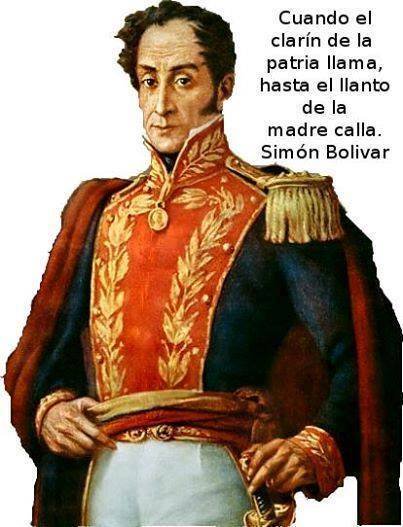 Cuando el
clarín de la
patria llama,
hasta el llanto
de la
madre calla.
Simón Bolivar